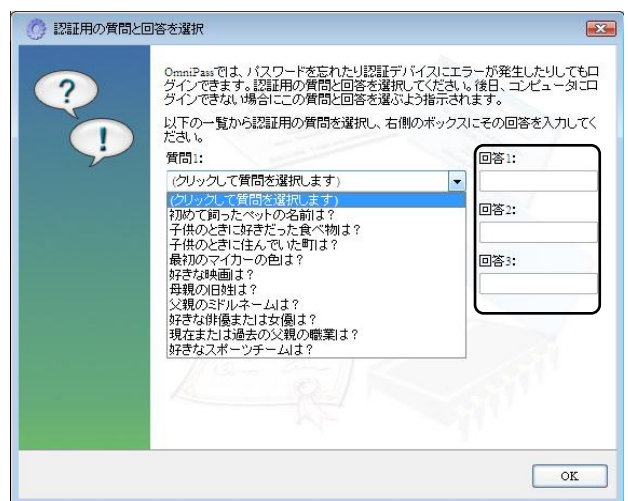 認証用の質問と回答を選択
OmniPassでは、パスワードを忘れたり認証デバイスにエラーが発生したりしてもロ
グインできます。認証用の質問と回答を選択してください。後日、コンピュータにロ
グインできない場合にこの質問と回答を選ぶよう指示されます。
以下の一覧から認証用の質問を選択し、右側のボックスにその回答を入力してく
ださい。
質問1:
(クリックして質問を選択します)
(クリックして質問を選択します)
初めて飼ったペットの名前は?
子供のときに好きだった食べ物は?
子供のときに住んでいた町は?
最初のマイカーの色は?
好きな映画は?
母親の旧姓は?
父親のミドルネームは?
好きな俳優または女優は?
現在または過去の父親の職業は?
好きなスポーツチームは?
回答1:
回答2:
回答3:
?
!
OK